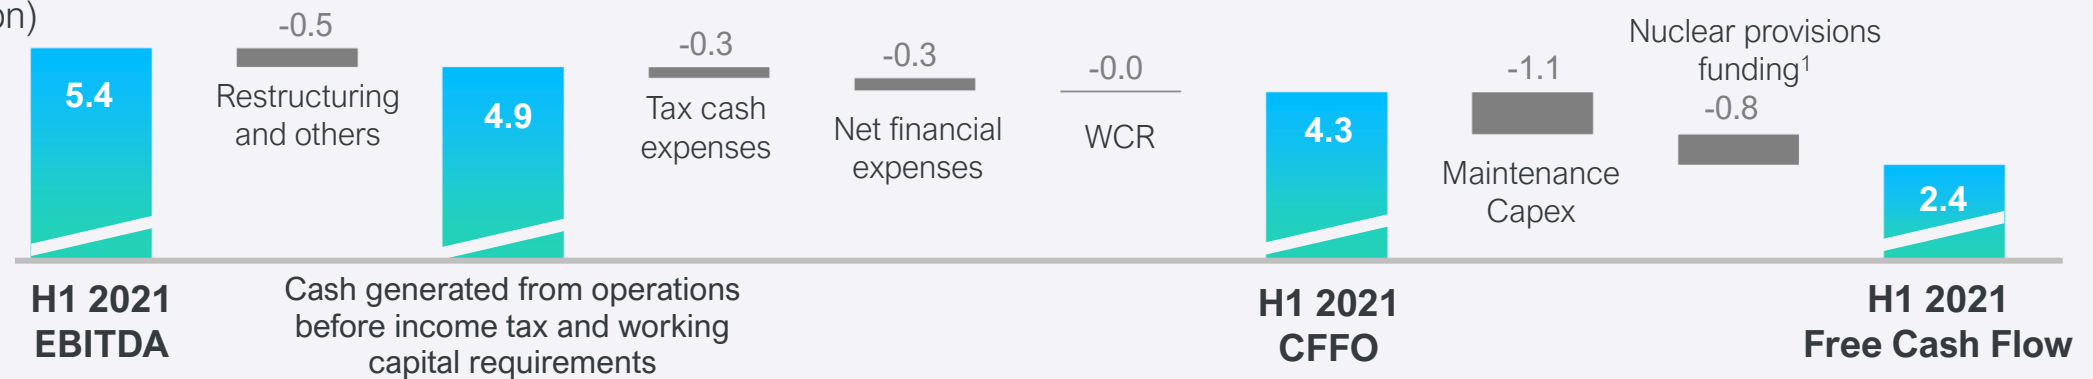 5.4
H1 2021
EBITDA
-0.5
Restructuring
and others
4.9
Cash generated from operations
before income tax and working
capital requirements
-0.3
Tax cash
expenses
-0.3
Net financial
expenses
-0.0
WCR
4.3
H1 2021
CFFO
-1.1
Maintenance
Capex
Nuclear provisions
funding¹
-0.8
2.4
H1 2021
Free Cash Flow